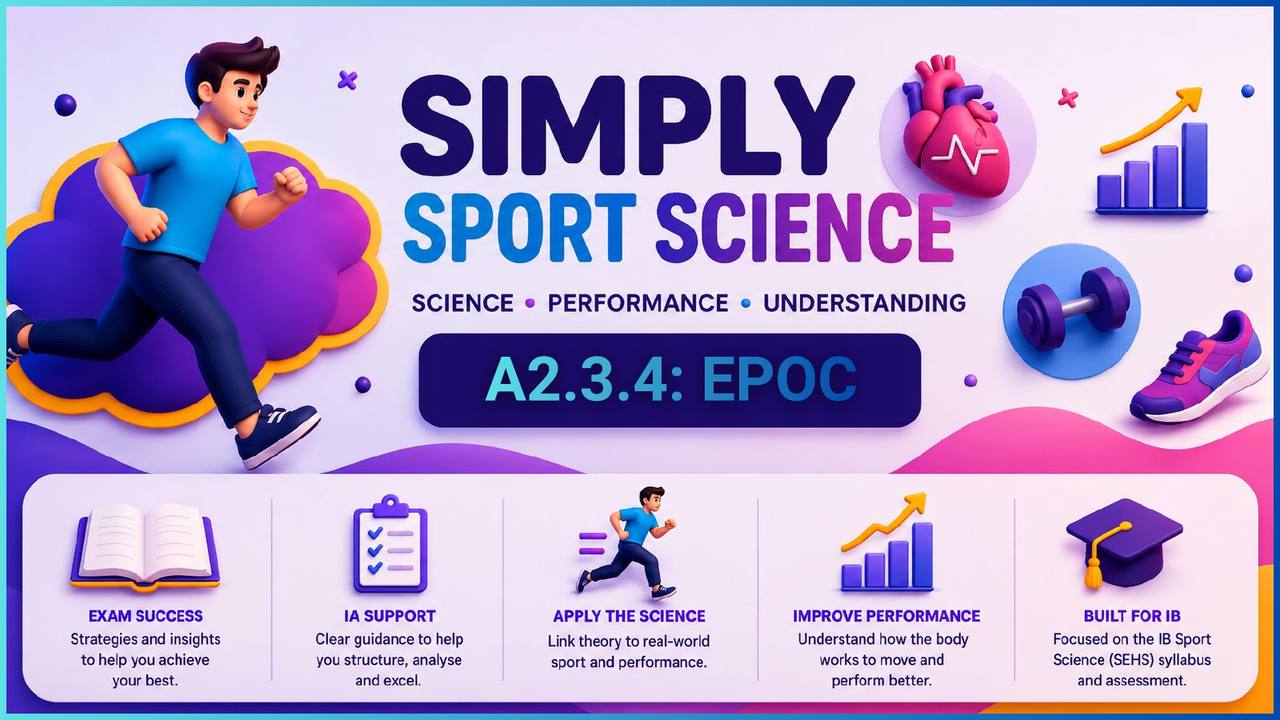 SIMPLY
SPORT SCIENCE
SCIENCE • PERFORMANCE • UNDERSTANDING
A2.3.4: EPOC
EXAM SUCCESS
Strategies and insights
to help you achieve
your best.
IA SUPPORT
Clear guidance to help
you structure, analyse
and excel.
APPLY THE SCIENCE
Link theory to real-world
sport and performance.
IMPROVE PERFORMANCE
Understand how the body
works to move and
perform better.
BUILT FOR IB
Focused on the IB Sport
Science (SEHS) syllabus
and assessment.